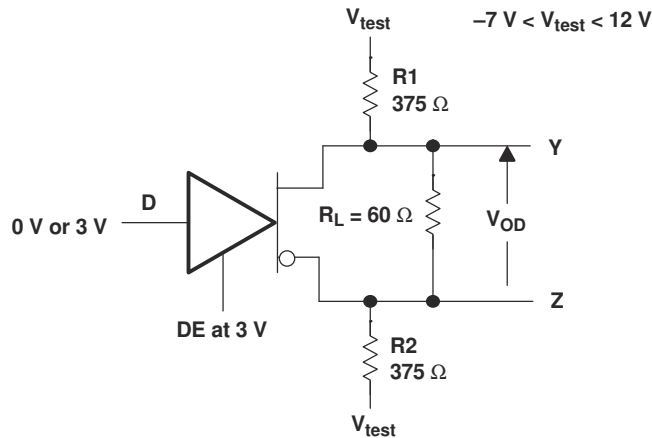 V_test
–7 V < V_test < 12 V
R1
375 Ω
Y
D
0 V or 3 V
R_L = 60 Ω
V_OD
DE at 3 V
Z
R2
375 Ω
V_test